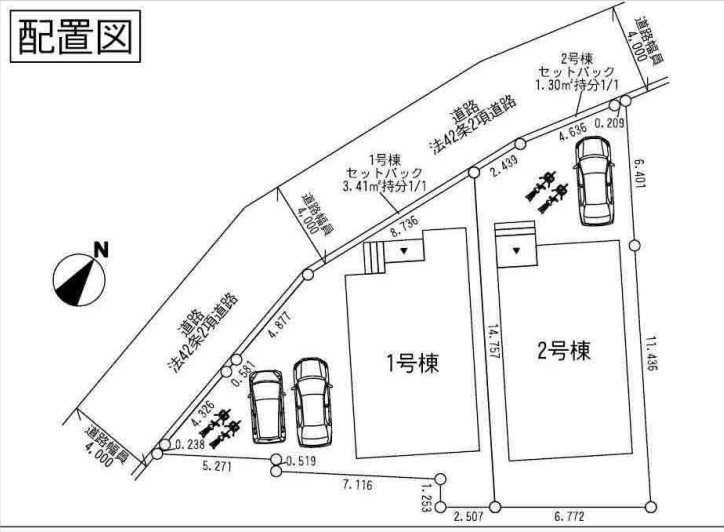 配置図
道路幅員
4,000
2号棟
セットバック
1.30㎡持分1/1
道路
法42条2項道路
4.636
0.209
1号棟
セットバック
3.41㎡持分1/1
2.439
6.401
道路幅員
4,000
8.736
N
道路
法42条2項道路
4.877
14.757
1号棟
2号棟
11.436
0.581
4.326
道路幅員
4,000
0.238
5.271
0.519
7.116
1.253
2.507
6.772